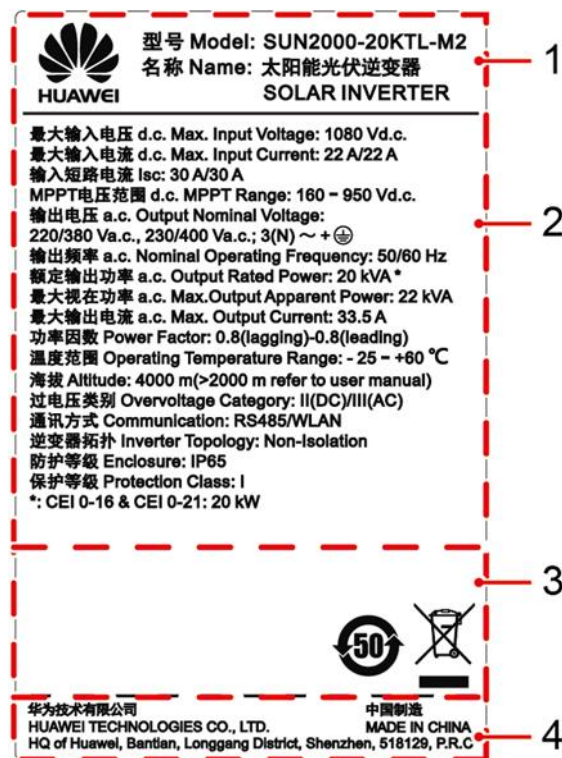 型号 Model: SUN2000-20KTL-M2
名称 Name: 太阳能光伏逆变器
SOLAR INVERTER
HUAWEI
1
最大输入电压 d.c. Max. Input Voltage: 1080 Vd.c.
最大输入电流 d.c. Max. Input Current: 22 A/22 A
输入短路电流 Isc: 30 A/30 A
MPPT电压范围 d.c. MPPT Range: 160 - 950 Vd.c.
输出电压 a.c. Output Nominal Voltage:
220/380 Va.c., 230/400 Va.c.; 3(N) ~ + ⏚
2
输出频率 a.c. Nominal Operating Frequency: 50/60 Hz
额定输出功率 a.c. Output Rated Power: 20 kVA *
最大视在功率 a.c. Max.Output Apparent Power: 22 kVA
最大输出电流 a.c. Max. Output Current: 33.5 A
功率因数 Power Factor: 0.8(lagging)-0.8(leading)
温度范围 Operating Temperature Range: - 25 - +60 ℃
海拔 Altitude: 4000 m(>2000 m refer to user manual)
过电压类别 Overvoltage Category: II(DC)/III(AC)
通讯方式 Communication: RS485/WLAN
逆变器拓扑 Inverter Topology: Non-Isolation
防护等级 Enclosure: IP65
保护等级 Protection Class: I
*: CEI 0-16 & CEI 0-21: 20 kW
3
50
华为技术有限公司 中国制造
HUAWEI TECHNOLOGIES CO., LTD. MADE IN CHINA
HQ of Huawei, Bantian, Longgang District, Shenzhen, 518129, P.R.C
4